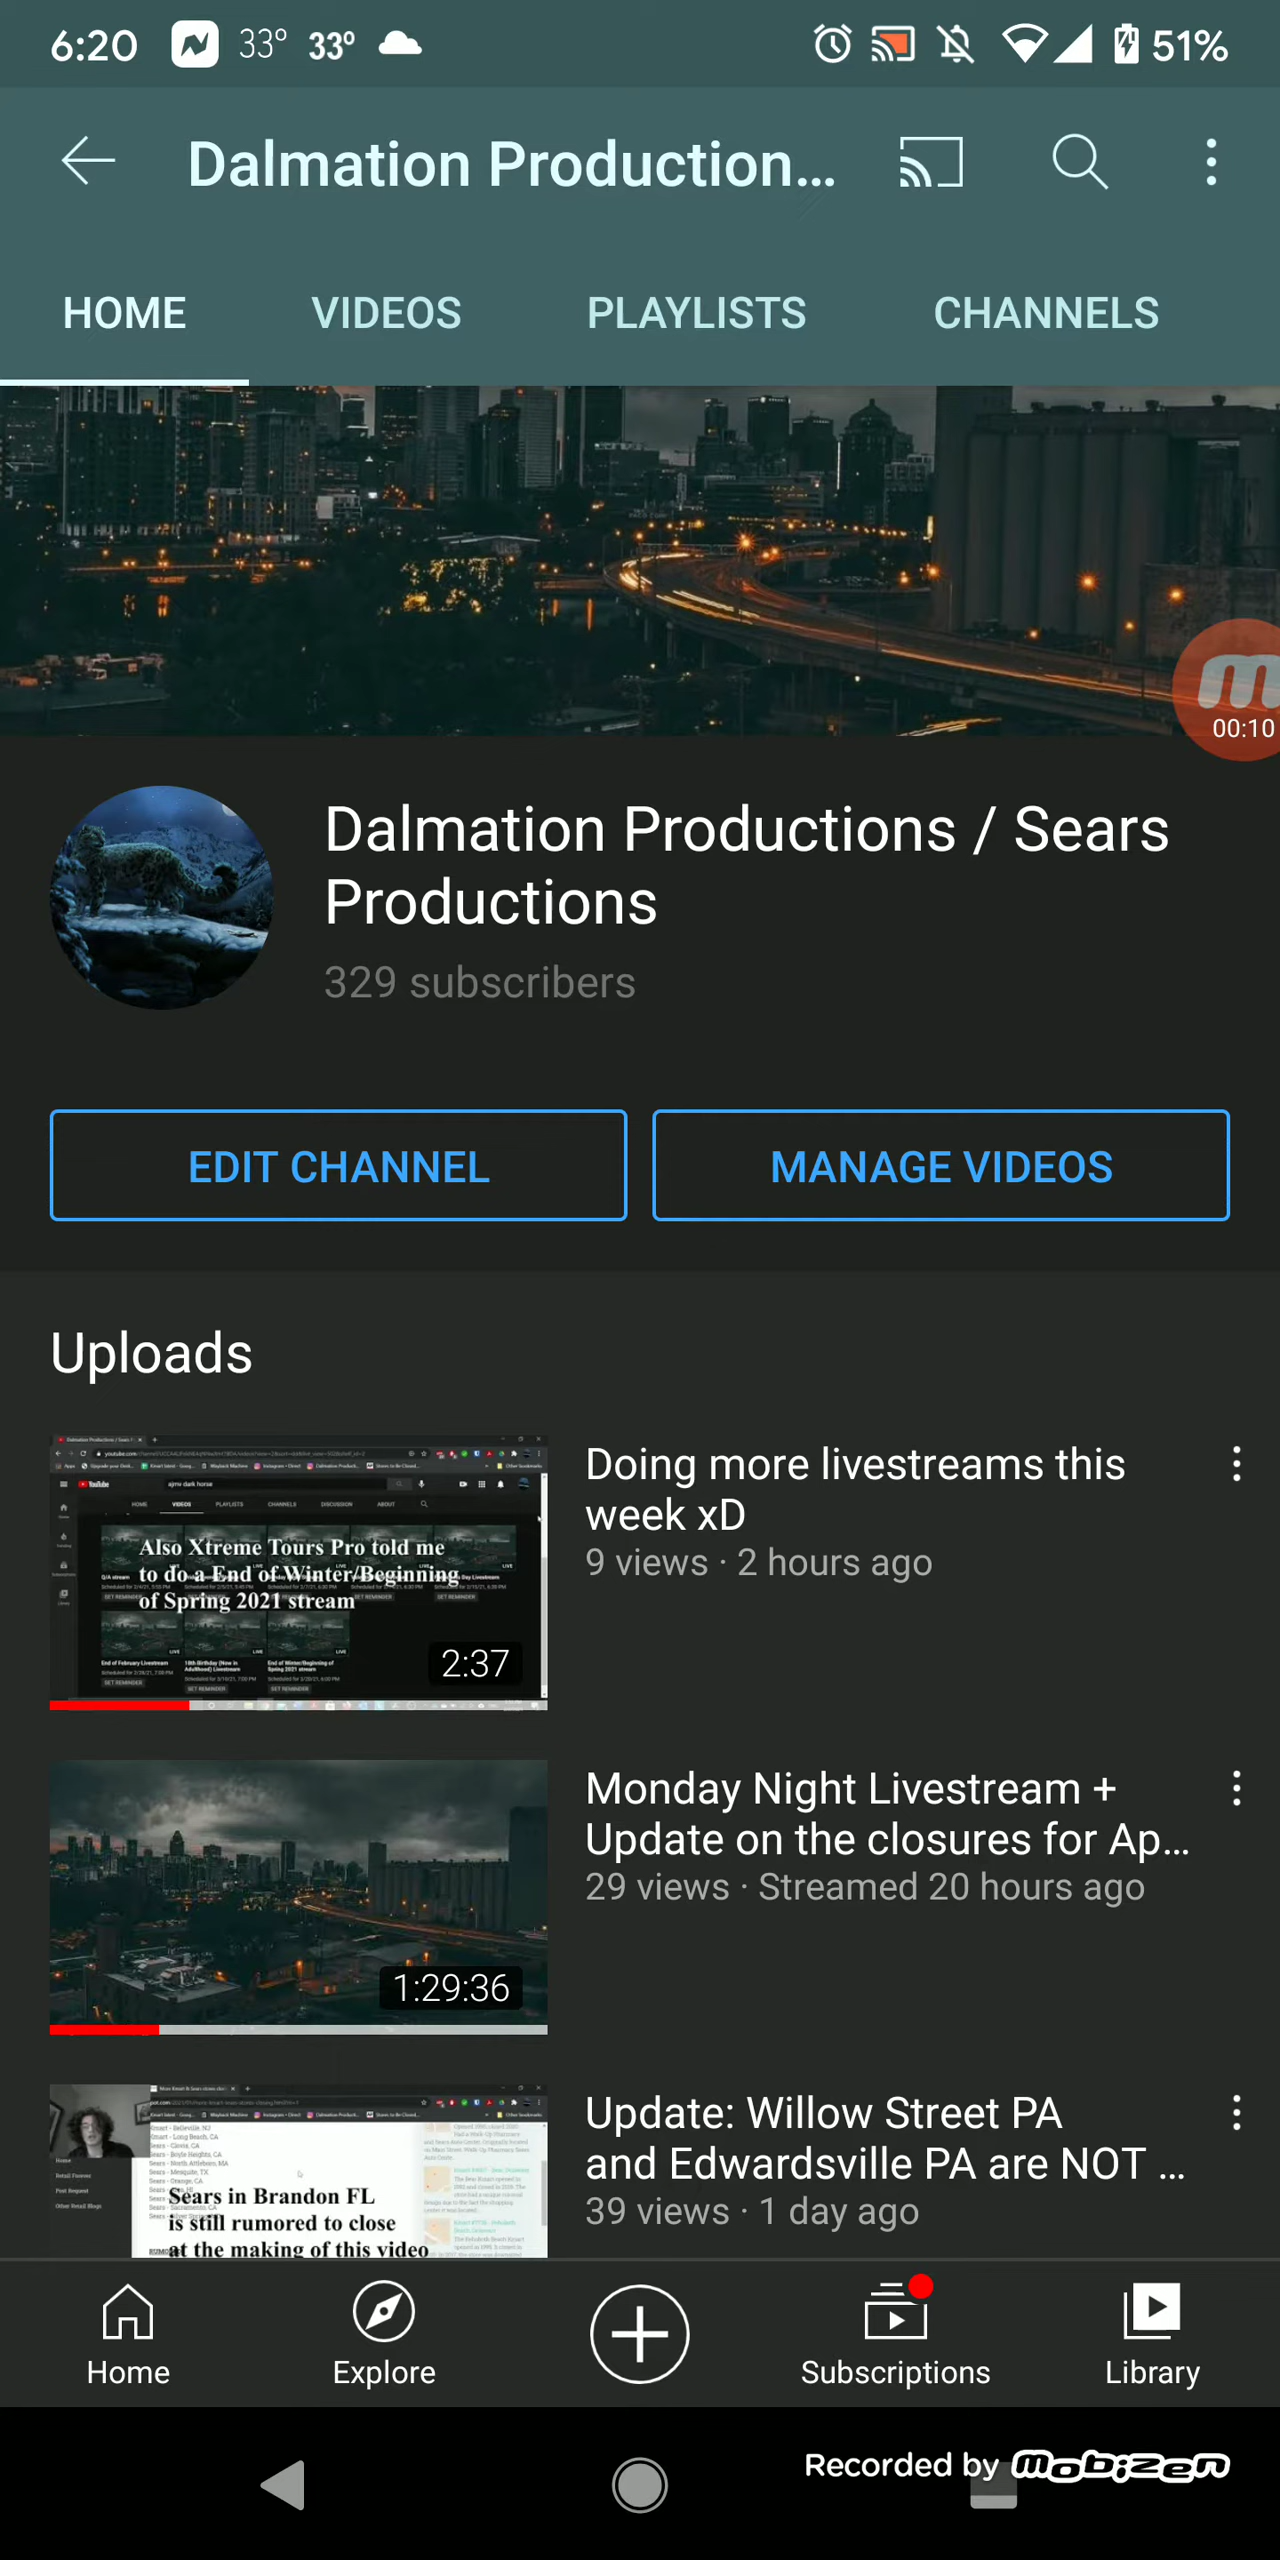 6:20 33° 33° 51%
Dalmation Production...
HOME VIDEOS PLAYLISTS CHANNELS
00:10
Dalmation Productions / Sears
Productions
329 subscribers
EDIT CHANNEL MANAGE VIDEOS
Uploads
Also Xtreme Tours Pro told me
to do a End of Winter/Beginning
of Spring 2021 stream
2:37
Doing more livestreams this
week xD
9 views · 2 hours ago
1:29:36
Monday Night Livestream +
Update on the closures for Ap...
29 views · Streamed 20 hours ago
Sears in Brandon FL
is still rumored to close
at the making of this video
Update: Willow Street PA
and Edwardsville PA are NOT ...
39 views · 1 day ago
Home Explore Subscriptions Library
Recorded by mobizen